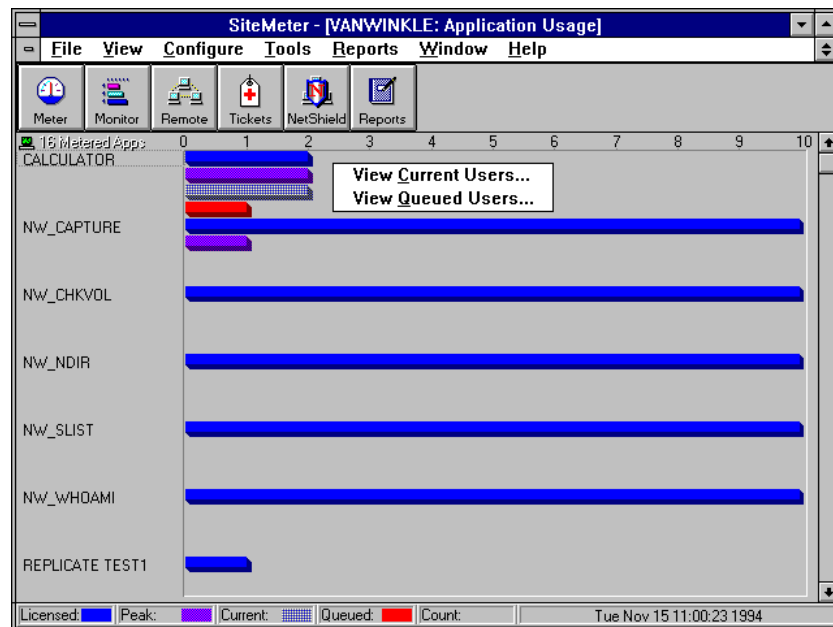 SiteMeter - [VANWINKLE: Application Usage]
File View Configure Tools Reports Window Help
Meter Monitor Remote Tickets NetShield Reports
16 Metered Apps 0 1 2 3 4 5 6 7 8 9 10
CALCULATOR
View Current Users...
View Queued Users...
NW_CAPTURE
NW_CHKVOL
NW_NDIR
NW_SLIST
NW_WHOAMI
REPLICATE TEST1
Licensed: Peak: Current: Queued: Count: Tue Nov 15 11:00:23 1994